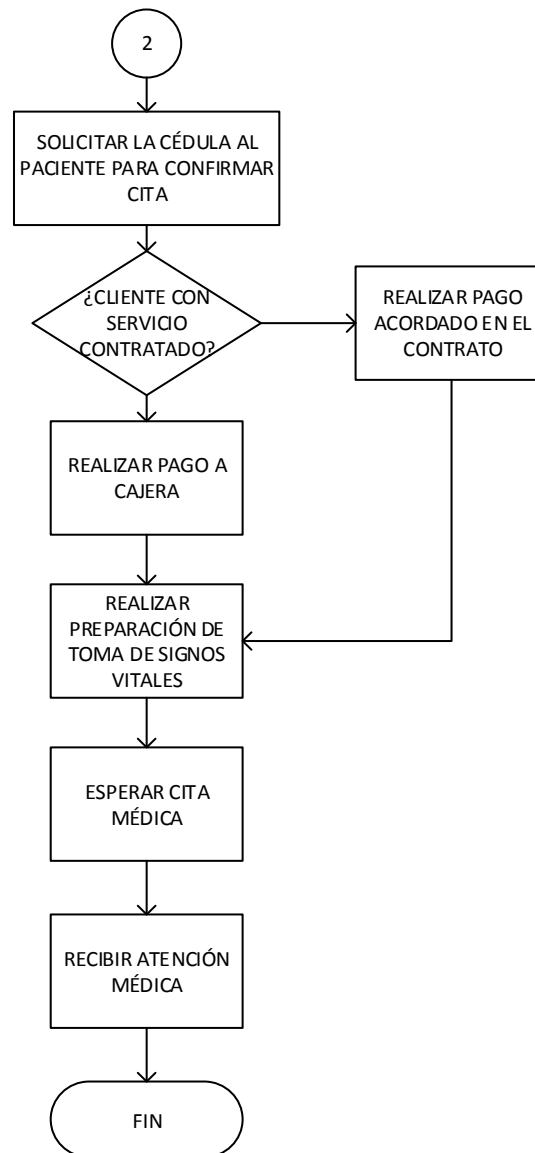 2
SOLICITAR LA CÉDULA AL
PACIENTE PARA CONFIRMAR
CITA
¿CLIENTE CON
SERVICIO
CONTRATADO?
REALIZAR PAGO
ACORDADO EN EL
CONTRATO
REALIZAR PAGO A
CAJERA
REALIZAR
PREPARACIÓN DE
TOMA DE SIGNOS
VITALES
ESPERAR CITA
MÉDICA
RECIBIR ATENCIÓN
MÉDICA
FIN